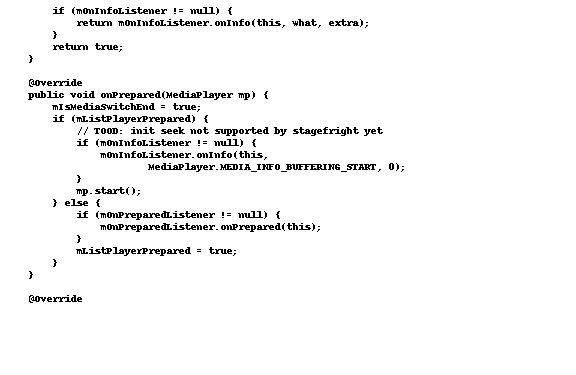 if (mOnInfoListener != null) {
return mOnInfoListener.onInfo(this, what, extra);
}
return true;
}
@Override
public void onPrepared(MediaPlayer mp) {
mIsMediaSwitchEnd = true;
if (mListPlayerPrepared) {
// TOOD: init seek not supported by stagefright yet
if (mOnInfoListener != null) {
mOnInfoListener.onInfo(this,
MediaPlayer.MEDIA_INFO_BUFFERING_START, 0);
}
mp.start();
} else {
if (mOnPreparedListener != null) {
mOnPreparedListener.onPrepared(this);
}
mListPlayerPrepared = true;
}
}
@Override